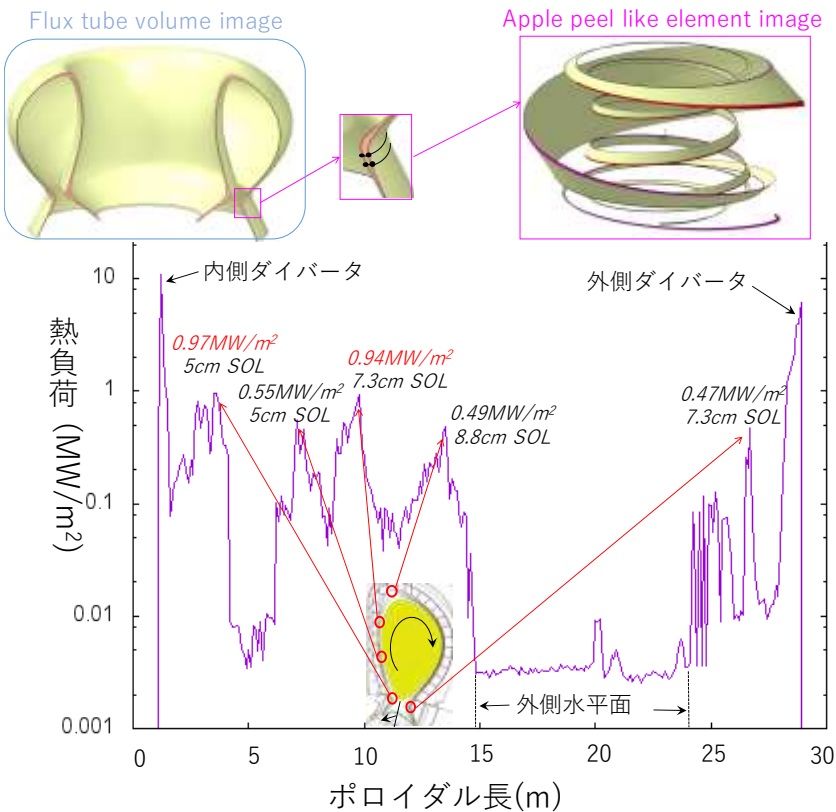 Flux tube volume image
Apple peel like element image
10
1
0.1
0.01
0.001
熱負荷 (MW/m²)
内側ダイバータ
外側ダイバータ
0.97MW/m²
5cm SOL
0.55MW/m²
5cm SOL
0.94MW/m²
7.3cm SOL
0.49MW/m²
8.8cm SOL
0.47MW/m²
7.3cm SOL
外側水平面
0
5
10
15
20
25
30
ポロイダル長(m)